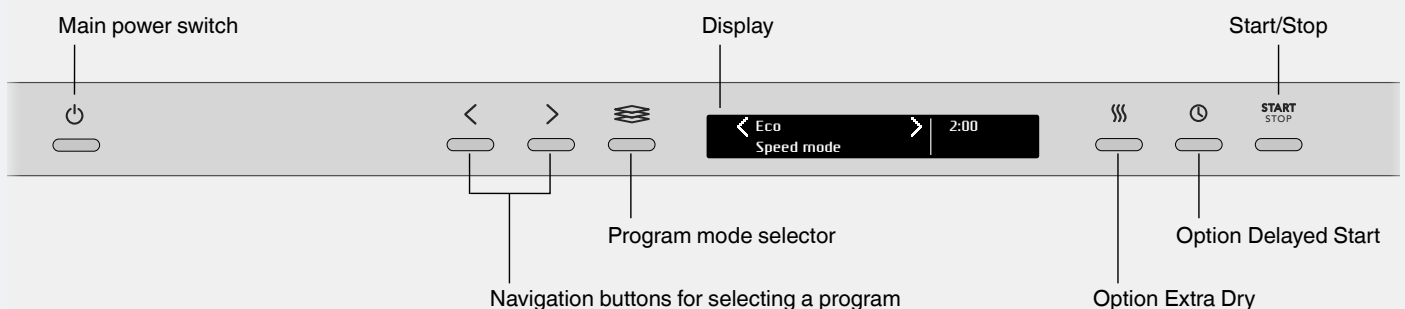 Main power switch
Display
Start/Stop
START
STOP
Eco
2:00
Speed mode
Program mode selector
Option Delayed Start
Navigation buttons for selecting a program
Option Extra Dry